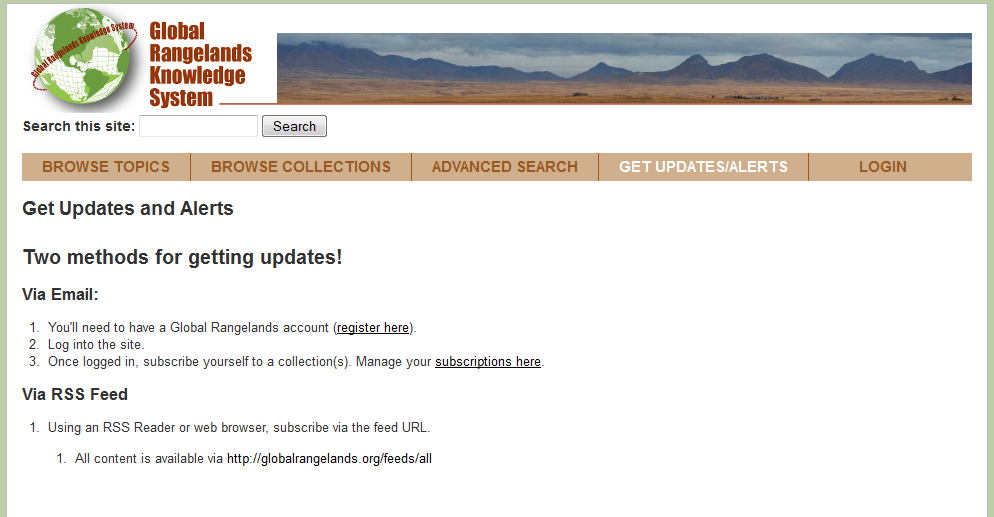 Global Rangelands Knowledge System
Global
Rangelands
Knowledge
System
Search this site:
Search
BROWSE TOPICS
BROWSE COLLECTIONS
ADVANCED SEARCH
GET UPDATES/ALERTS
LOGIN
Get Updates and Alerts
Two methods for getting updates!
Via Email:
1. You'll need to have a Global Rangelands account (register here).
2. Log into the site.
3. Once logged in, subscribe yourself to a collection(s). Manage your subscriptions here.
Via RSS Feed
1. Using an RSS Reader or web browser, subscribe via the feed URL.
1. All content is available via http://globalrangelands.org/feeds/all